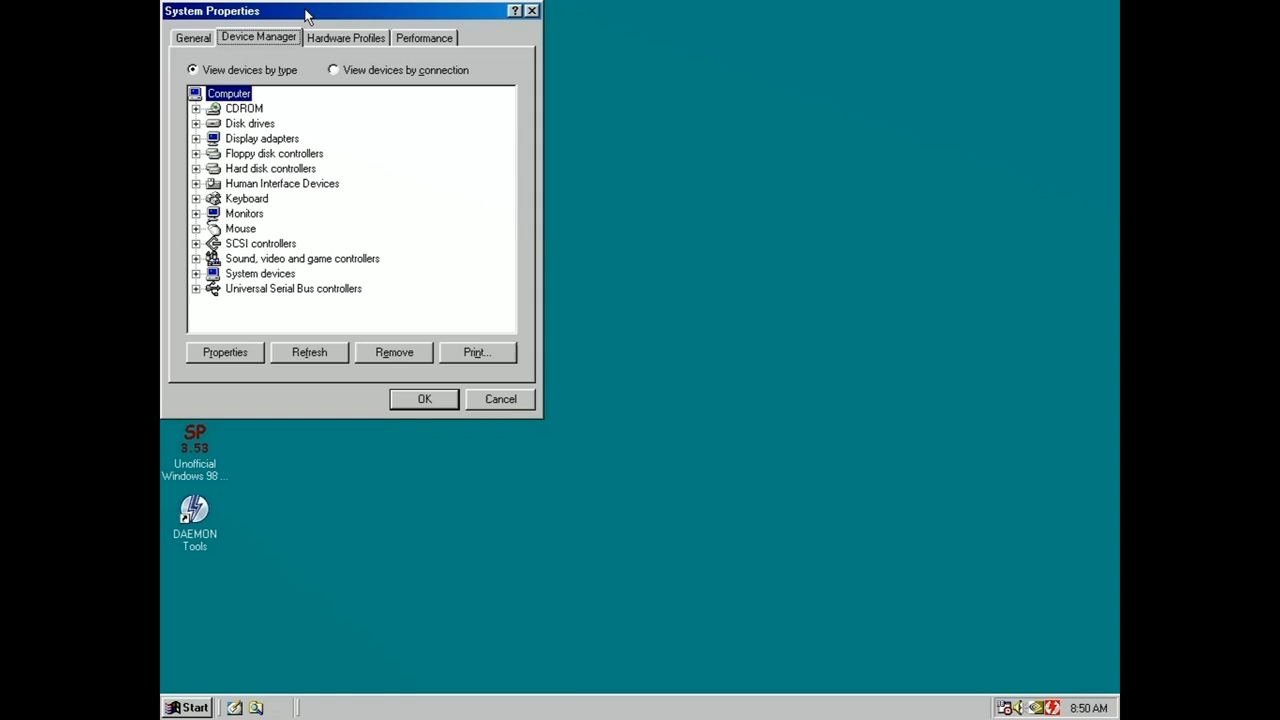 System Properties
General
Device Manager
Hardware Profiles
Performance
View devices by type
View devices by connection
Computer
CDROM
Disk drives
Display adapters
Floppy disk controllers
Hard disk controllers
Human Interface Devices
Keyboard
Monitors
Mouse
SCSI controllers
Sound, video and game controllers
System devices
Universal Serial Bus controllers
Properties
Refresh
Remove
Print...
OK
Cancel
SP
3.53
Unofficial
Windows 98 ...
DAEMON
Tools
Start
8:50 AM